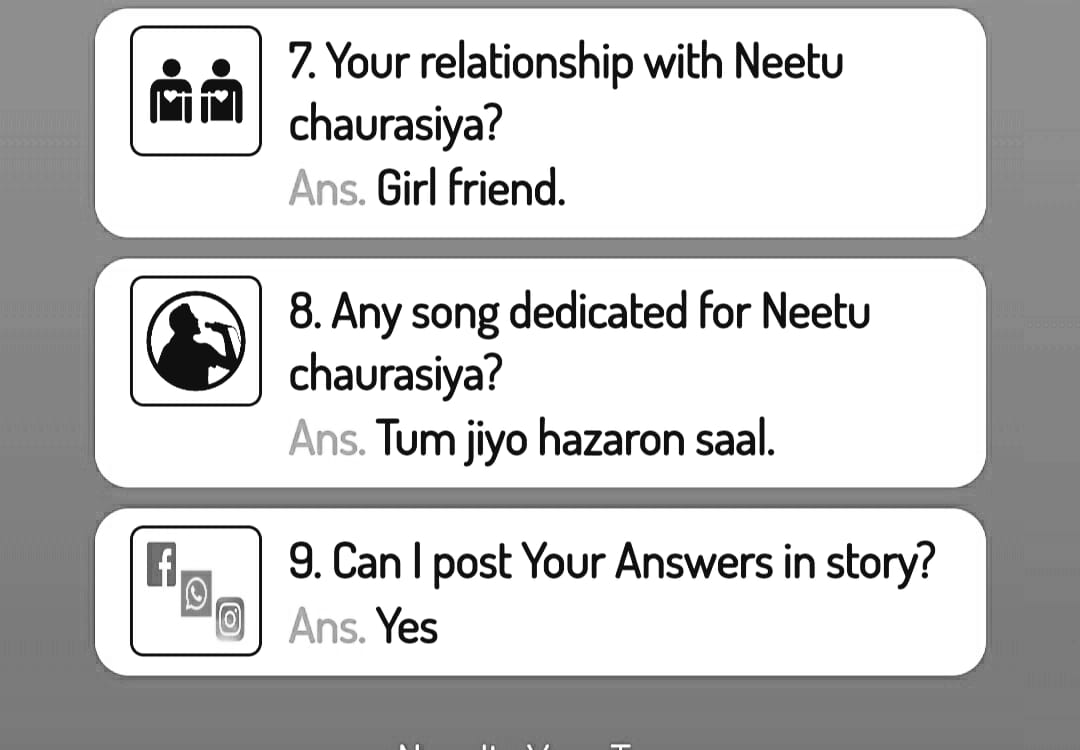 7. Your relationship with Neetu
chaurasiya?
Ans. Girl friend.
8. Any song dedicated for Neetu
chaurasiya?
Ans. Tum jiyo hazaron saal.
9. Can I post Your Answers in story?
Ans. Yes